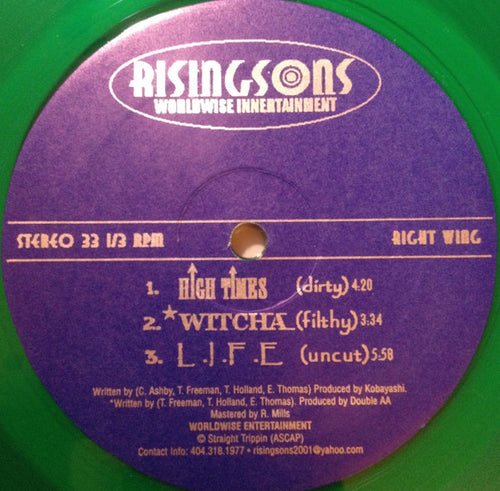 RISINGSONS
WORLDWISE INNERTAINMENT
STEREO 33 1/3 RPM RIGHT WING
1. HIGH TIMES (dirty) 4:20
2. *WITCHA (filthy) 3:34
3. L.I.F.E (uncut) 5:58
Written by (C. Ashby, T. Freeman, T. Holland, E. Thomas) Produced by Kobayashi.
*Written by (T. Freeman, T. Holland, E. Thomas). Produced by Double AA
Mastered by R. Mills
WORLDWISE ENTERTAINMENT
© Straight Trippin (ASCAP)
Contact Info: 404.318.1977 • risingsons2001@yahoo.com